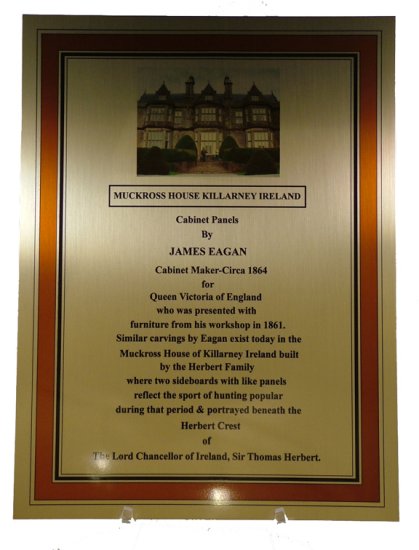 MUCKROSS HOUSE KILLARNEY IRELAND
Cabinet Panels
By
JAMES EAGAN
Cabinet Maker-Circa 1864
for
Queen Victoria of England
who was presented with
furniture from his workshop in 1861.
Similar carvings by Eagan exist today in the
Muckross House of Killarney Ireland built
by the Herbert Family
where two sideboards with like panels
reflect the sport of hunting popular
during that period & portrayed beneath the
Herbert Crest
of
The Lord Chancellor of Ireland, Sir Thomas Herbert.